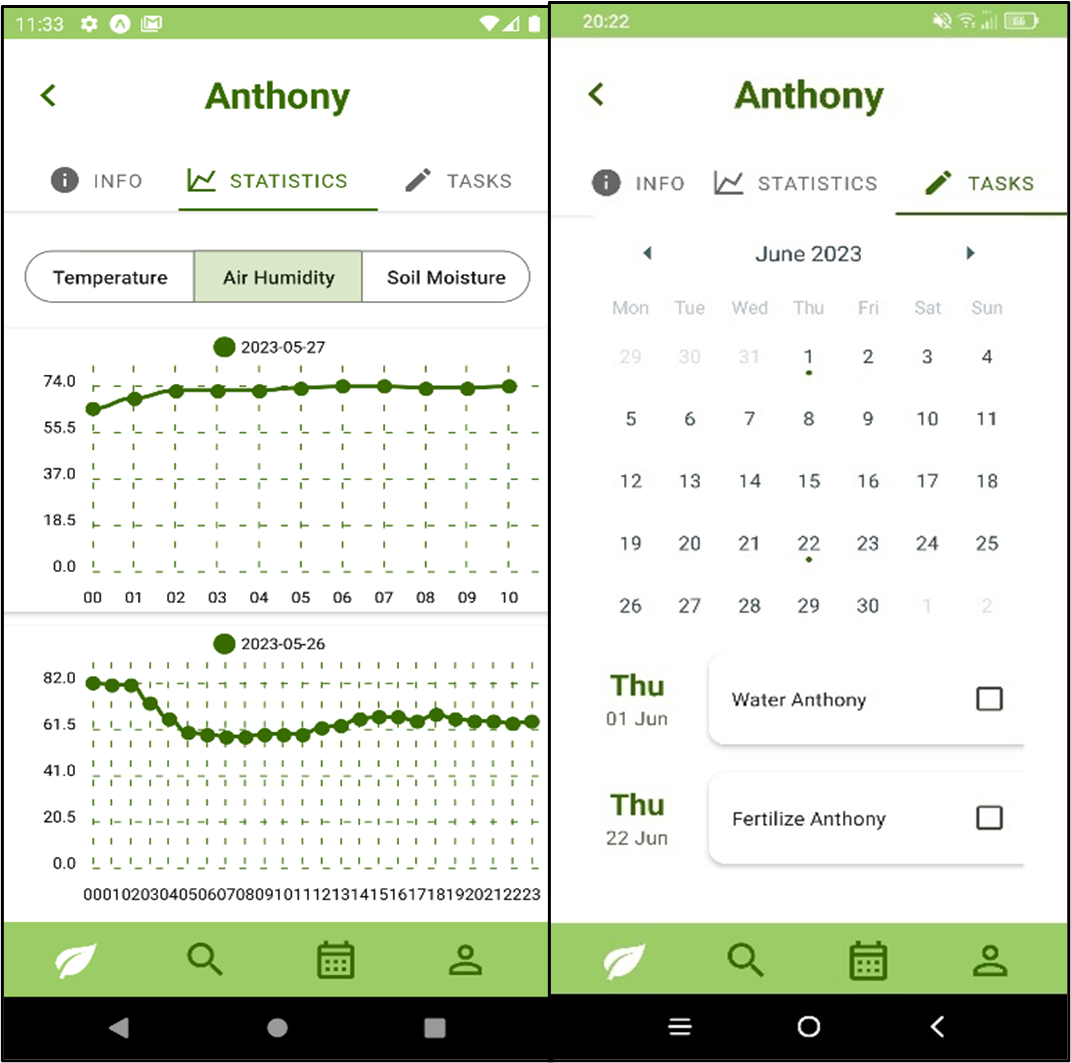 11:33
Anthony
INFO STATISTICS TASKS
Temperature Air Humidity Soil Moisture
2023-05-27
74.0
55.5
37.0
18.5
0.0
00 01 02 03 04 05 06 07 08 09 10
2023-05-26
82.0
61.5
41.0
20.5
0.0
000102030405060708091011121314151617181920212223
20:22
66
Anthony
INFO STATISTICS TASKS
June 2023
Mon Tue Wed Thu Fri Sat Sun
29 30 31 1 2 3 4
5 6 7 8 9 10 11
12 13 14 15 16 17 18
19 20 21 22 23 24 25
26 27 28 29 30 1 2
Thu
01 Jun
Water Anthony
Thu
22 Jun
Fertilize Anthony